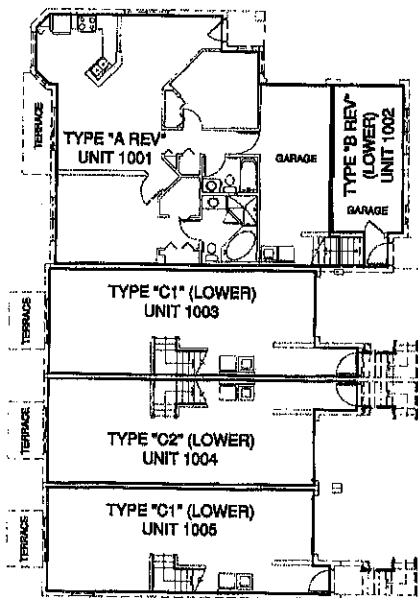 TERRACE
TYPE "A REV"
UNIT 1001
GARAGE
TYPE "B REV"
(LOWER)
UNIT 1002
GARAGE
TERRACE
TYPE "C1" (LOWER)
UNIT 1003
TERRACE
TYPE "C2" (LOWER)
UNIT 1004
TERRACE
TYPE "C1" (LOWER)
UNIT 1005